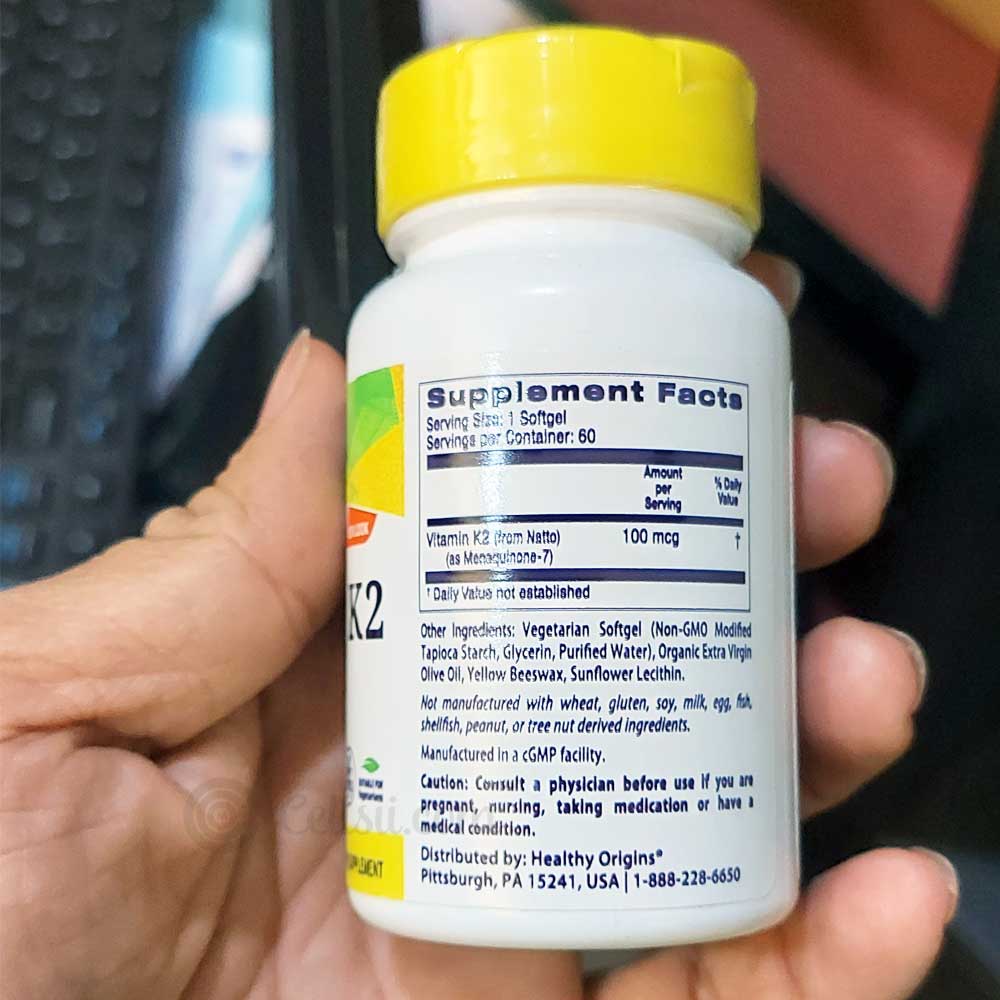 Supplement Facts
Serving Size: 1 Softgel
Servings per Container: 60
Amount
per
Serving
% Daily
Value
Vitamin K2 (from Natto)
(as Menaquinone-7)
100 mcg
†
† Daily Value not established
K2
Other Ingredients: Vegetarian Softgel (Non-GMO Modified
Tapioca Starch, Glycerin, Purified Water), Organic Extra Virgin
Olive Oil, Yellow Beeswax, Sunflower Lecithin.
Not manufactured with wheat, gluten, soy, milk, egg, fish,
shellfish, peanut, or tree nut derived ingredients.
Manufactured in a cGMP facility.
SUITABLE FOR
Vegetarians
Caution: Consult a physician before use if you are
pregnant, nursing, taking medication or have a
medical condition.
Distributed by: Healthy Origins®
Pittsburgh, PA 15241, USA | 1-888-228-6650